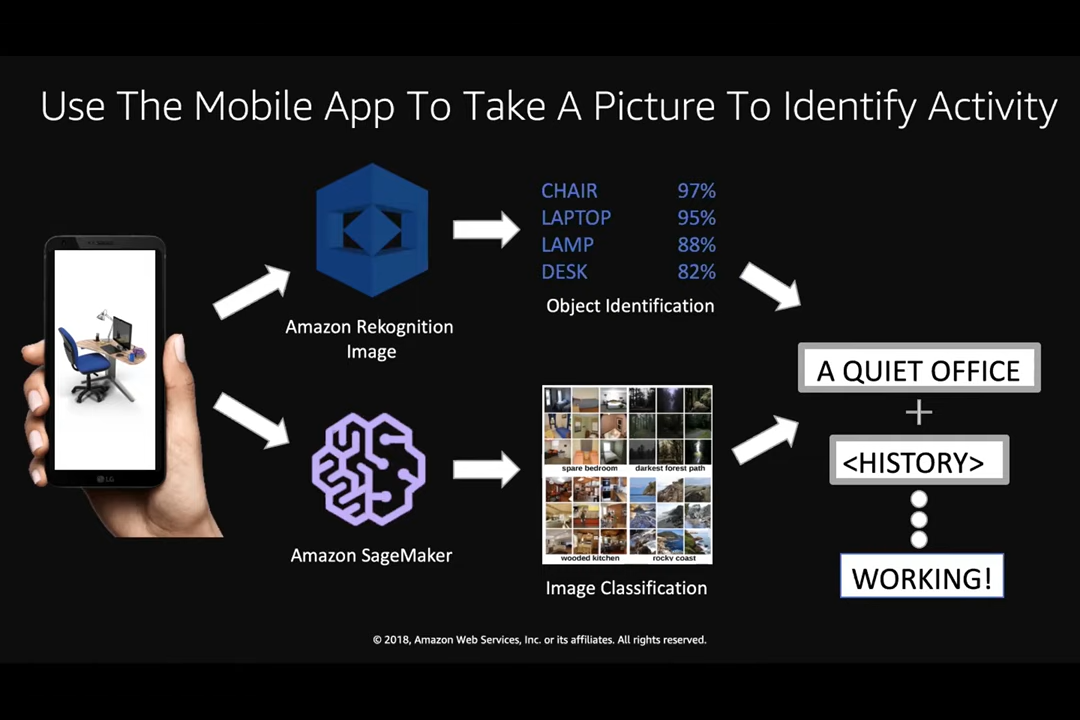 Use The Mobile App To Take A Picture To Identify Activity
Amazon Rekognition
Image
CHAIR 97%
LAPTOP 95%
LAMP 88%
DESK 82%
Object Identification
LG
Amazon SageMaker
spare bedroom darkest forest path
wooded kitchen rocky coast
Image Classification
A QUIET OFFICE
+
<HISTORY>
WORKING!
© 2018, Amazon Web Services, Inc. or its affiliates. All rights reserved.